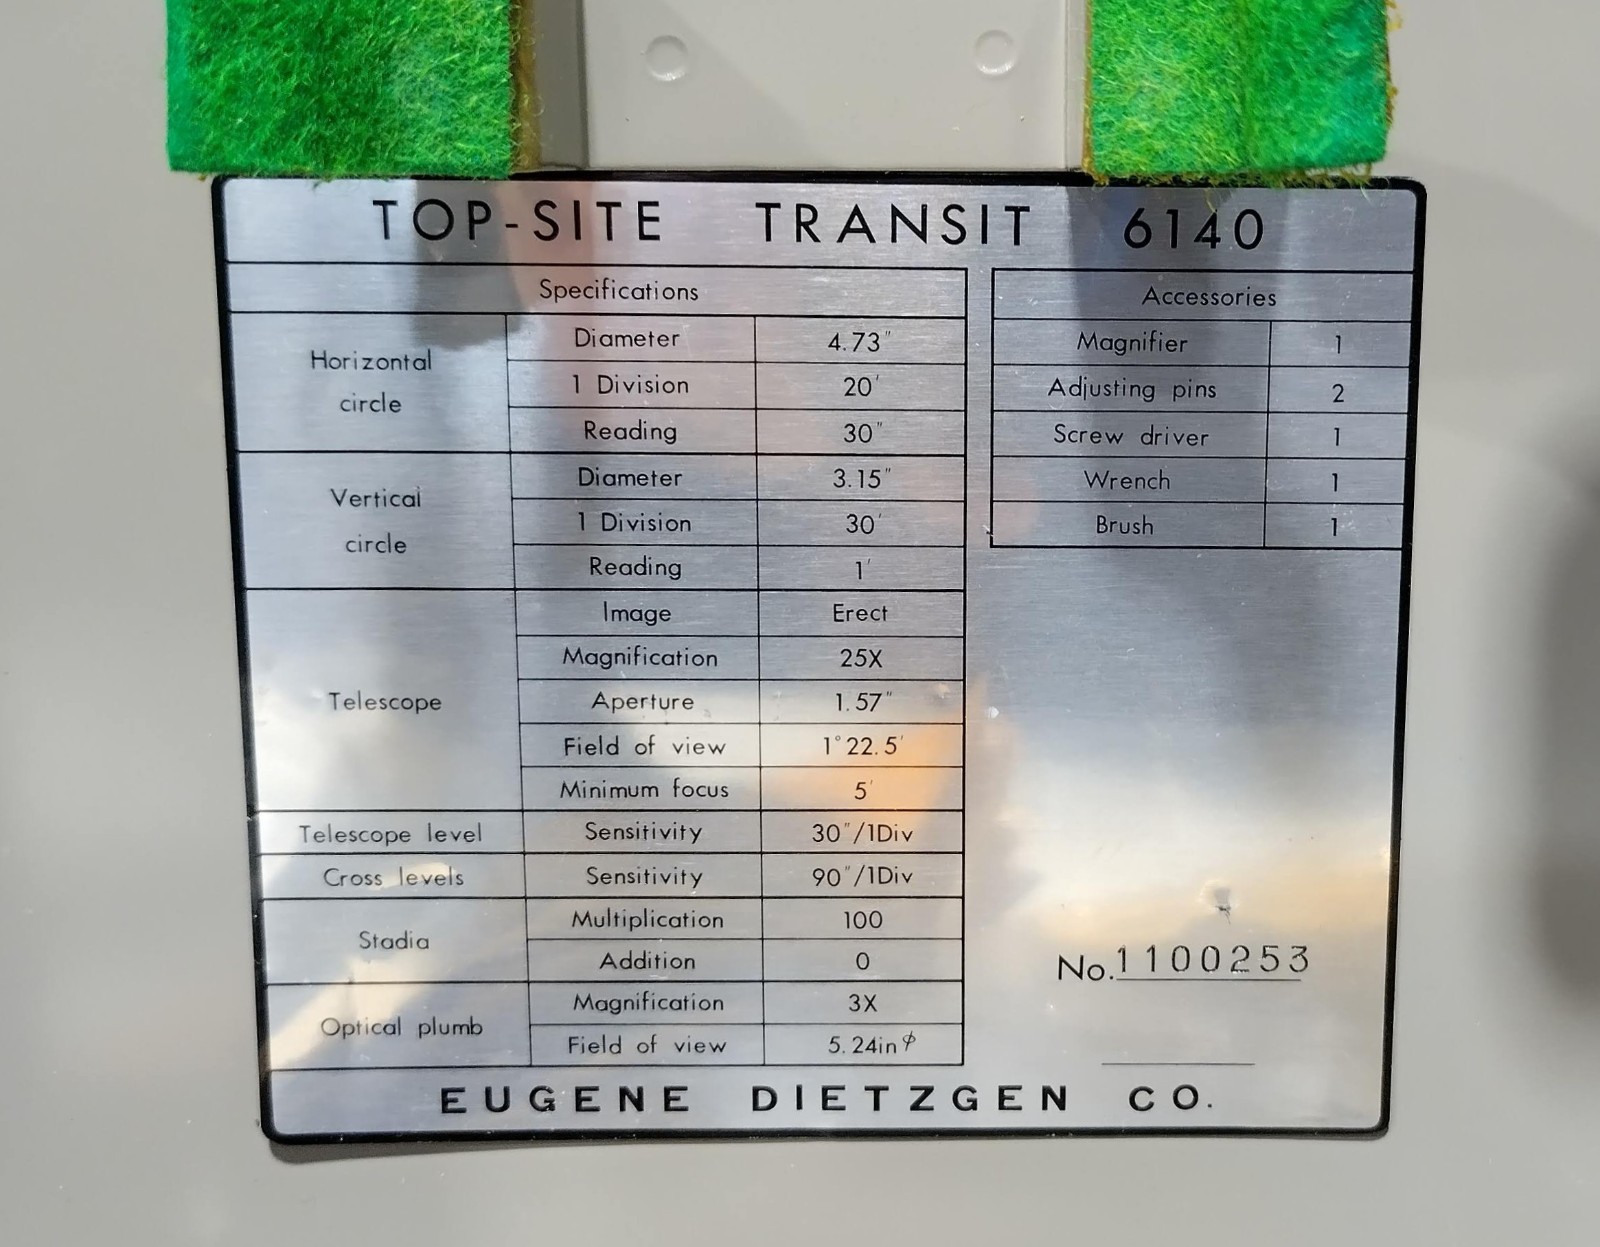 TOP-SITE TRANSIT 6140
Specifications
Horizontal circle
Diameter 4.73"
1 Division 20'
Reading 30"
Vertical circle
Diameter 3.15"
1 Division 30'
Reading 1'
Telescope
Image Erect
Magnification 25X
Aperture 1.57"
Field of view 1°22.5'
Minimum focus 5'
Telescope level Sensitivity 30"/1Div
Cross levels Sensitivity 90"/1Div
Stadia
Multiplication 100
Addition 0
Optical plumb
Magnification 3X
Field of view 5.24in⌀
Accessories
Magnifier 1
Adjusting pins 2
Screw driver 1
Wrench 1
Brush 1
No. 1100253
EUGENE DIETZGEN CO.